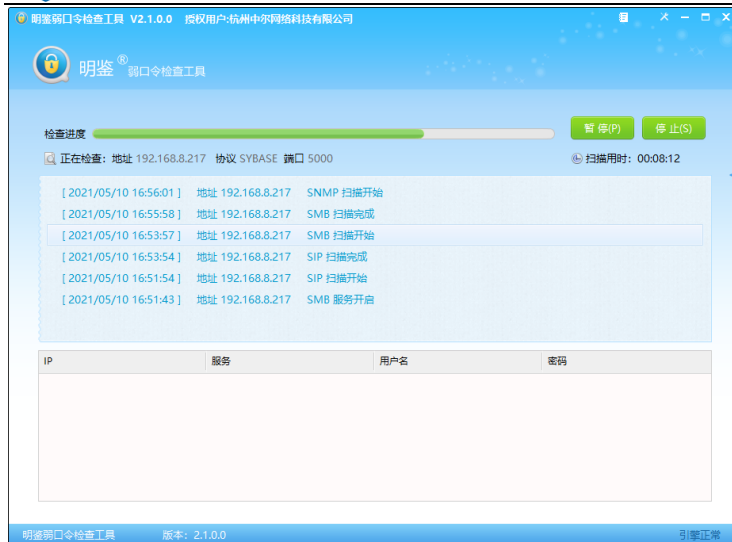 明鉴弱口令检查工具 V2.1.0.0 授权用户:杭州中尔网络科技有限公司
明鉴®弱口令检查工具
检查进度
暂 停(P) 停 止(S)
正在检查: 地址 192.168.8.217 协议 SYBASE 端口 5000 扫描用时: 00:08:12
[ 2021/05/10 16:56:01 ] 地址 192.168.8.217 SNMP 扫描开始
[ 2021/05/10 16:55:58 ] 地址 192.168.8.217 SMB 扫描完成
[ 2021/05/10 16:53:57 ] 地址 192.168.8.217 SMB 扫描开始
[ 2021/05/10 16:53:54 ] 地址 192.168.8.217 SIP 扫描完成
[ 2021/05/10 16:51:54 ] 地址 192.168.8.217 SIP 扫描开始
[ 2021/05/10 16:51:43 ] 地址 192.168.8.217 SMB 服务开启
IP 服务 用户名 密码
明鉴弱口令检查工具 版本: 2.1.0.0 引擎正常